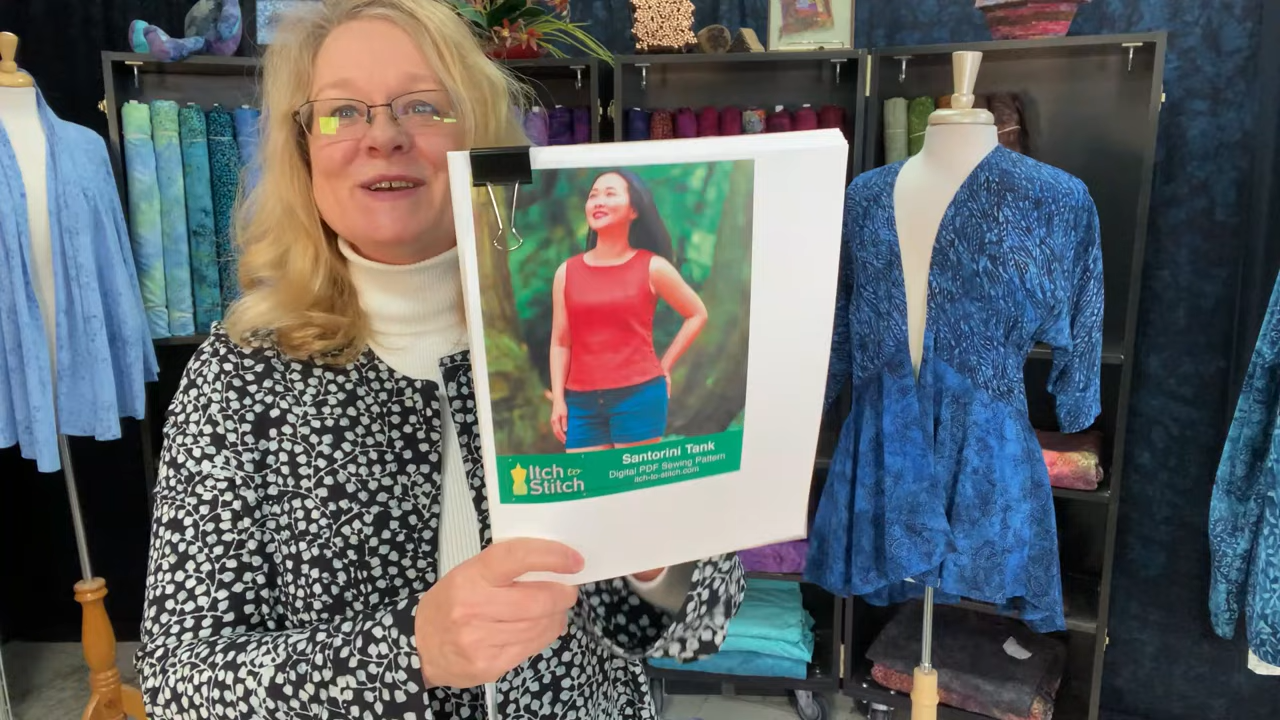 Santorini Tank
Digital PDF Sewing Pattern
itch-to-stitch.com
Itch to
Stitch